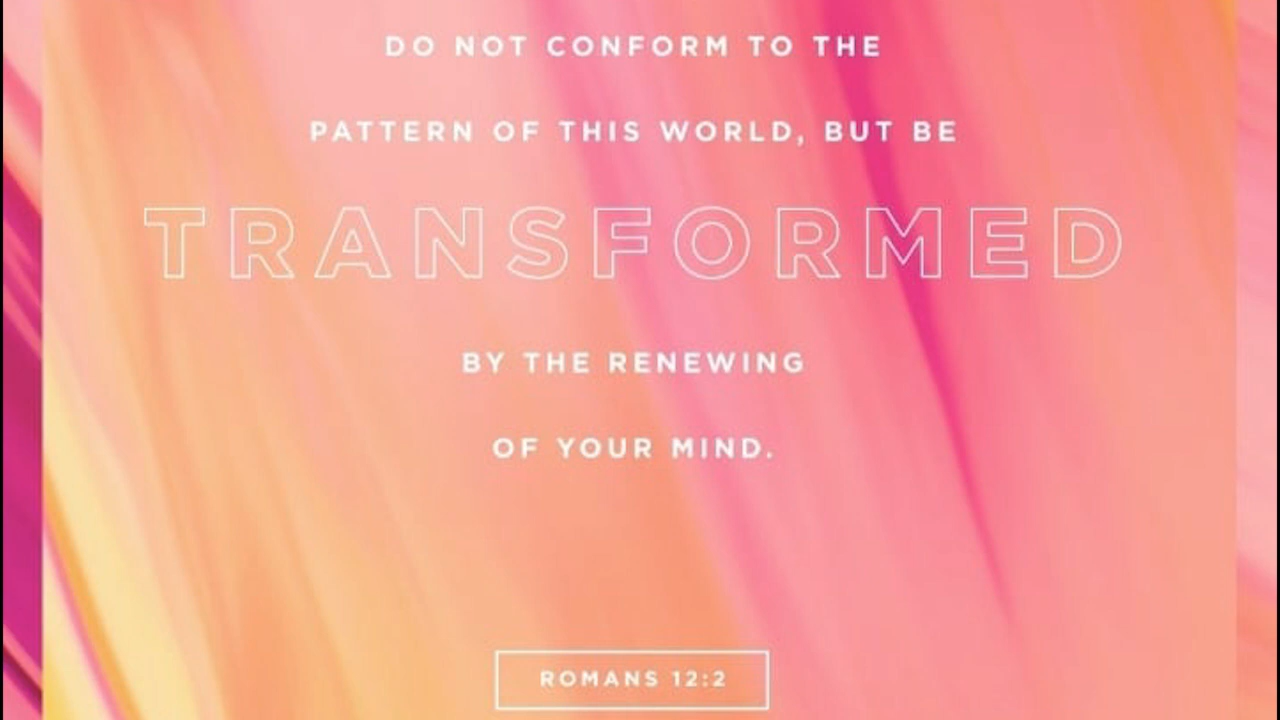 DO NOT CONFORM TO THE
PATTERN OF THIS WORLD, BUT BE
TRANSFORMED
BY THE RENEWING
OF YOUR MIND.
ROMANS 12:2